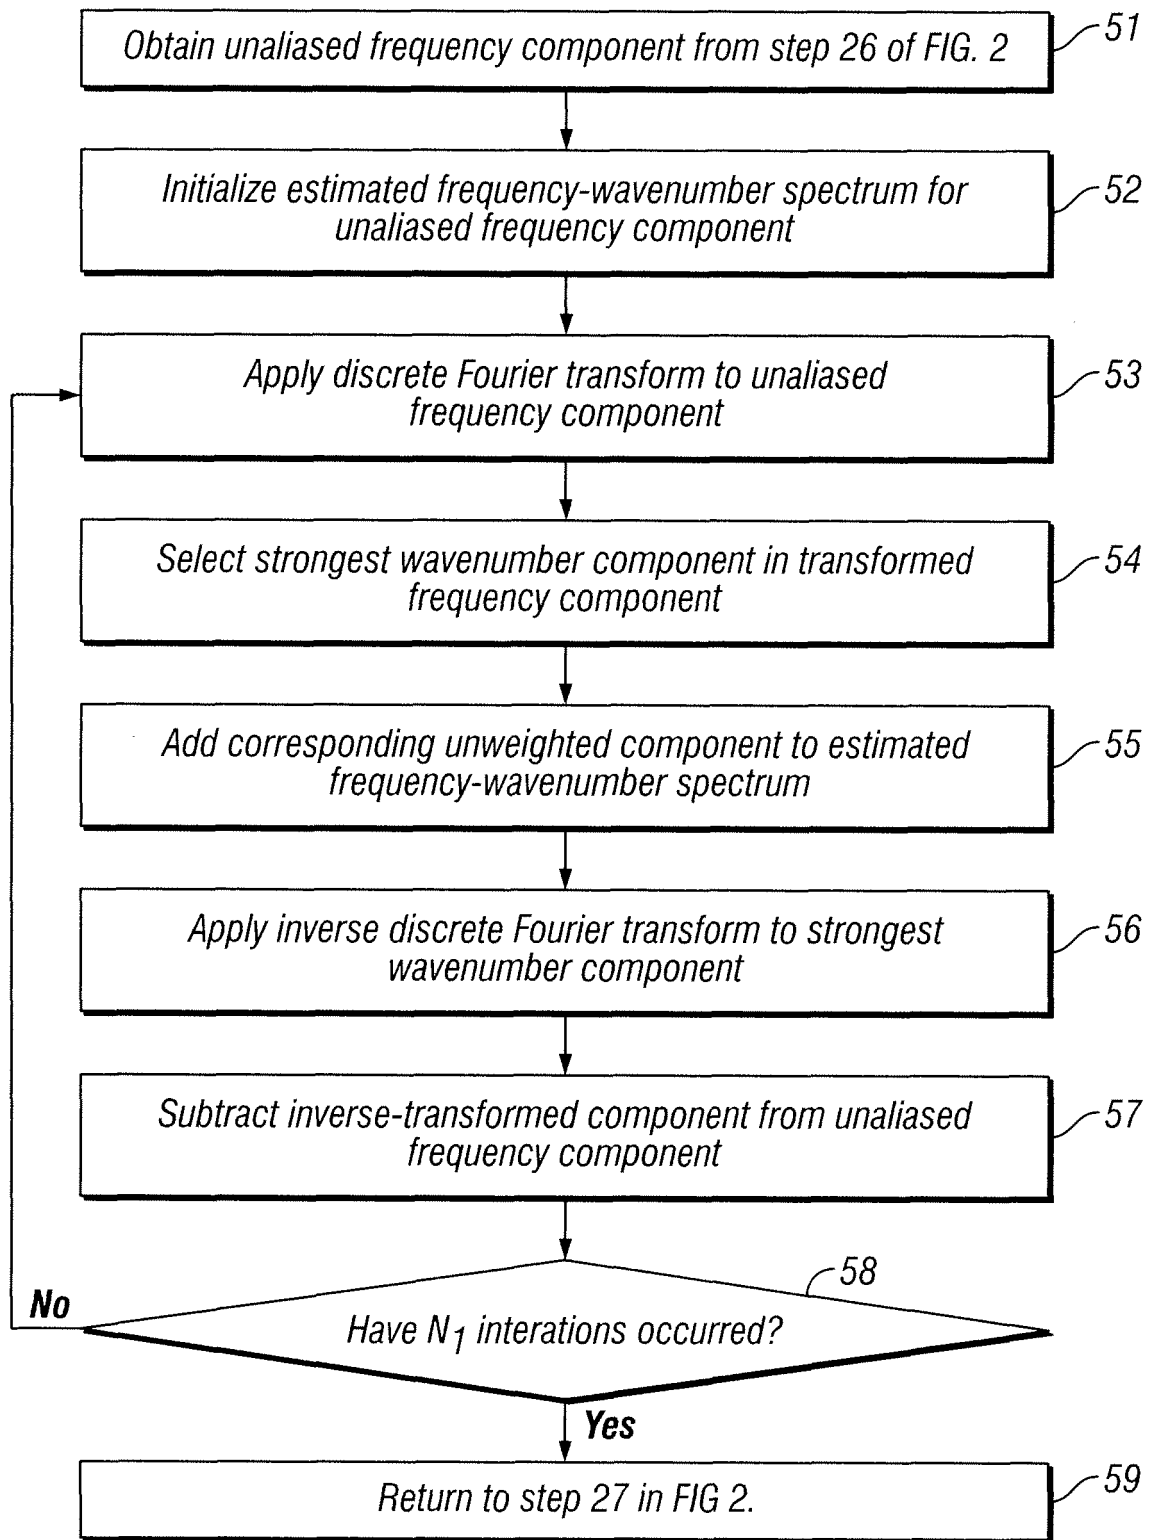 Obtain unaliased frequency component from step 26 of FIG. 2
51
Initialize estimated frequency-wavenumber spectrum for
unaliased frequency component
52
Apply discrete Fourier transform to unaliased
frequency component
53
Select strongest wavenumber component in transformed
frequency component
54
Add corresponding unweighted component to estimated
frequency-wavenumber spectrum
55
Apply inverse discrete Fourier transform to strongest
wavenumber component
56
Subtract inverse-transformed component from unaliased
frequency component
57
58
No
Have N1 interations occurred?
Yes
Return to step 27 in FIG 2.
59